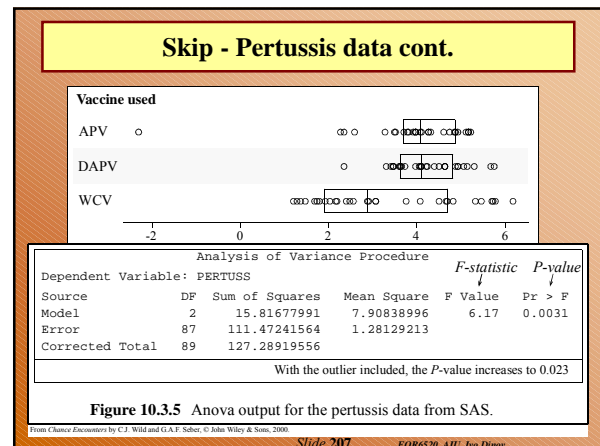 Skip - Pertussis data cont.
Vaccine used
APV
DAPV
WCV
-2 0 2 4 6
Analysis of Variance Procedure
Dependent Variable: PERTUSS
F-statistic P-value
Source DF Sum of Squares Mean Square F Value Pr > F
Model 2 15.81677991 7.90838996 6.17 0.0031
Error 87 111.47241564 1.28129213
Corrected Total 89 127.28919556
With the outlier included, the P-value increases to 0.023
Figure 10.3.5 Anova output for the pertussis data from SAS.
From Chance Encounters by C.J. Wild and G.A.F. Seber, © John Wiley & Sons, 2000.
Slide 207 EQR6520, AIU, Ivo Dinov